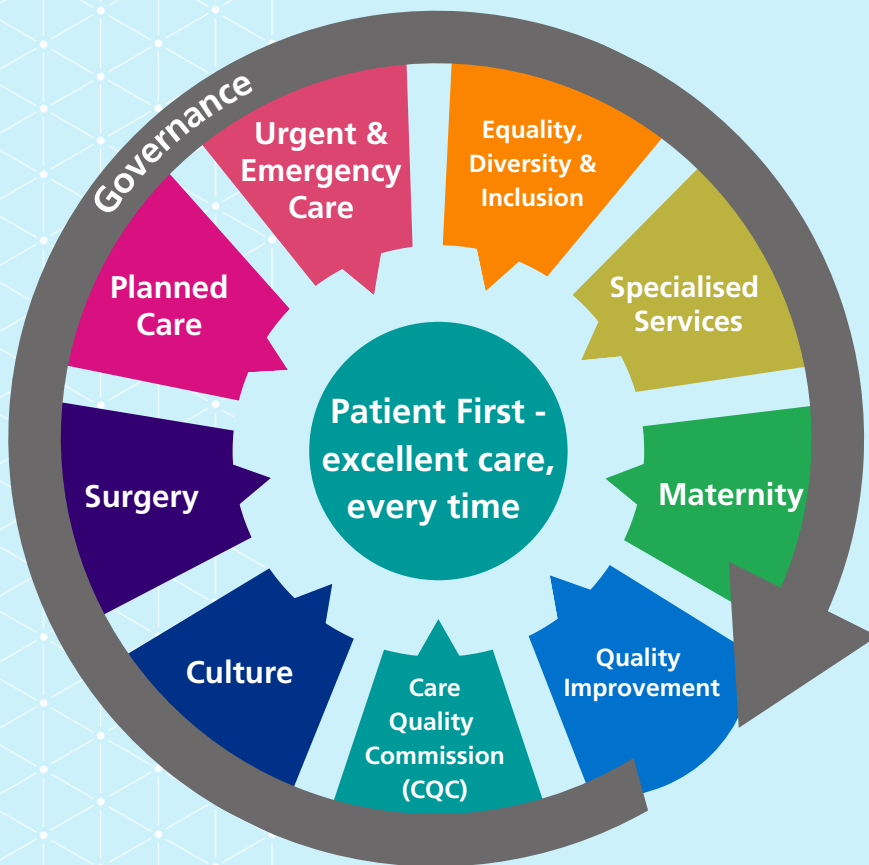 Governance
Urgent &
Emergency
Care
Equality,
Diversity &
Inclusion
Planned
Care
Specialised
Services
Patient First -
excellent care,
every time
Surgery
Maternity
Culture
Care
Quality
Commission
(CQC)
Quality
Improvement